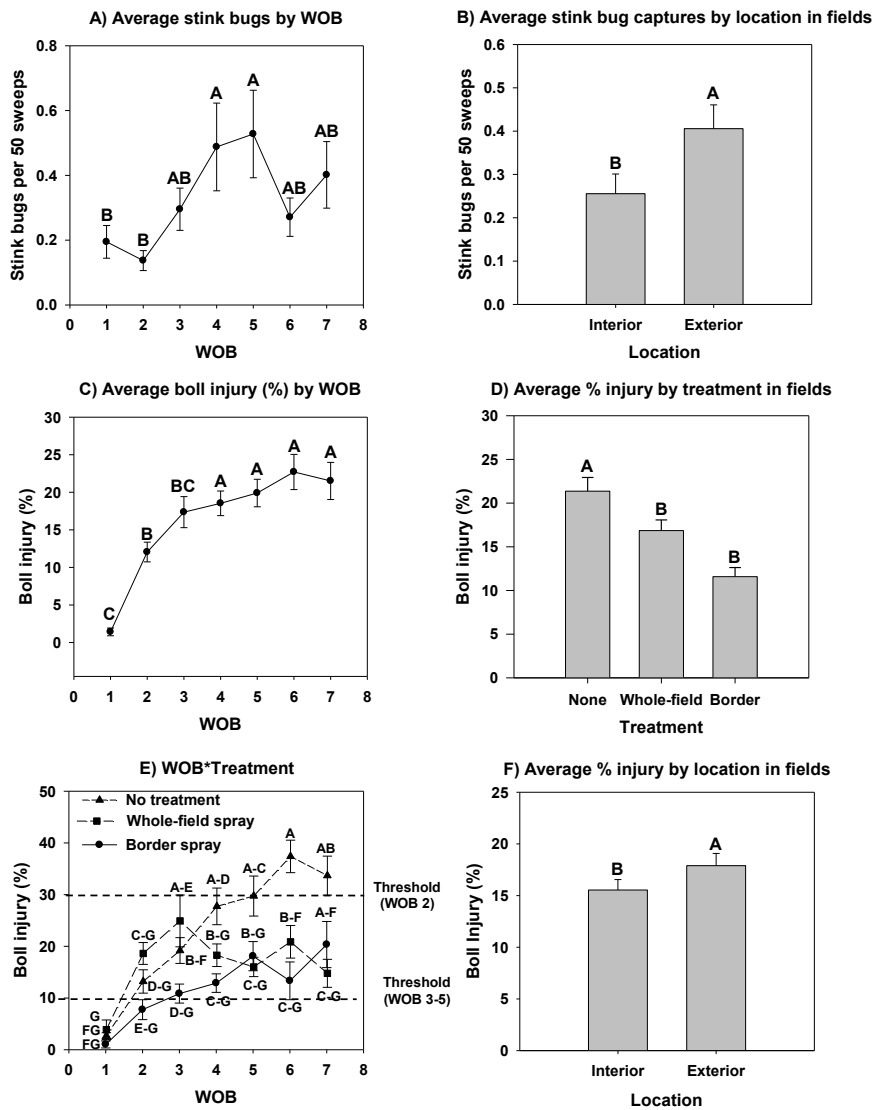 A) Average stink bugs by WOB
Stink bugs per 50 sweeps
0.8
0.6
0.4
0.2
0.0
B
B
AB
A
A
AB
AB
0 1 2 3 4 5 6 7 8
WOB
B) Average stink bug captures by location in fields
Stink bugs per 50 sweeps
0.6
0.5
0.4
0.3
0.2
0.1
0.0
B
A
Interior Exterior
Location
C) Average boll injury (%) by WOB
Boll injury (%)
30
25
20
15
10
5
0
C
B
BC
A
A
A
A
0 1 2 3 4 5 6 7 8
WOB
D) Average % injury by treatment in fields
Boll injury (%)
30
25
20
15
10
5
0
A
B
B
None Whole-field Border
Treatment
E) WOB*Treatment
Boll injury (%)
50
40
30
20
10
0
No treatment
Whole-field spray
Border spray
G
FG
FG
C-G
D-G
E-G
A-E
B-F
D-G
A-D
B-G
C-G
A-C
B-G
C-G
A
B-F
C-G
AB
A-F
C-G
Threshold
(WOB 2)
Threshold
(WOB 3-5)
0 1 2 3 4 5 6 7 8
WOB
F) Average % injury by location in fields
Boll Injury (%)
25
20
15
10
5
0
B
A
Interior Exterior
Location